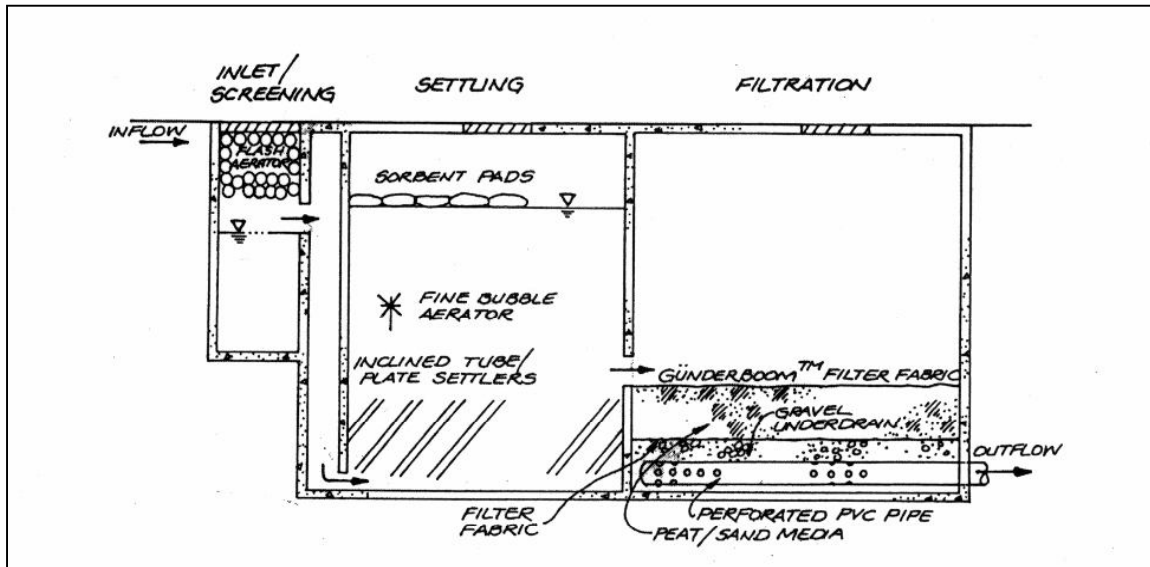 INLET/
SCREENING
SETTLING
FILTRATION
INFLOW
FLASH
AERATOR
SORBENT PADS
FINE BUBBLE
AERATOR
INCLINED TUBE/
PLATE SETTLERS
GÜNDERBOOM™ FILTER FABRIC
GRAVEL
UNDERDRAIN
OUTFLOW
FILTER
FABRIC
PERFORATED PVC PIPE
PEAT/SAND MEDIA